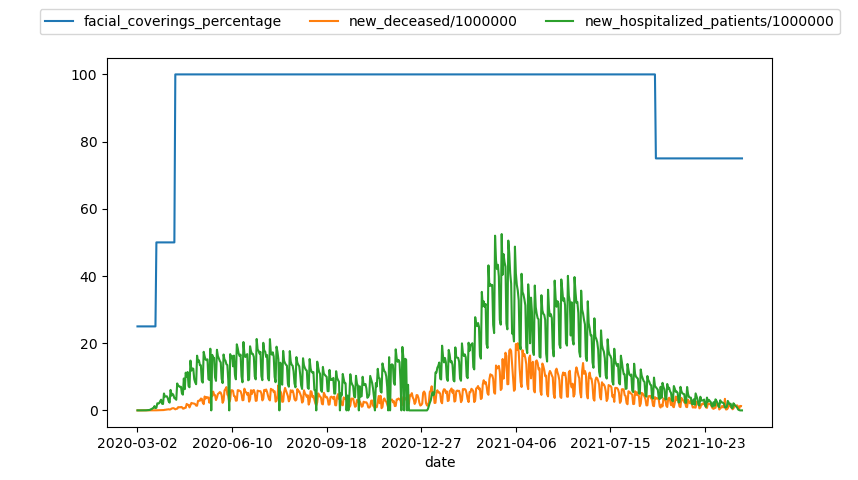 facial_coverings_percentage new_deceased/1000000 new_hospitalized_patients/1000000
100
80
60
40
20
0
2020-03-02 2020-06-10 2020-09-18 2020-12-27 2021-04-06 2021-07-15 2021-10-23
date